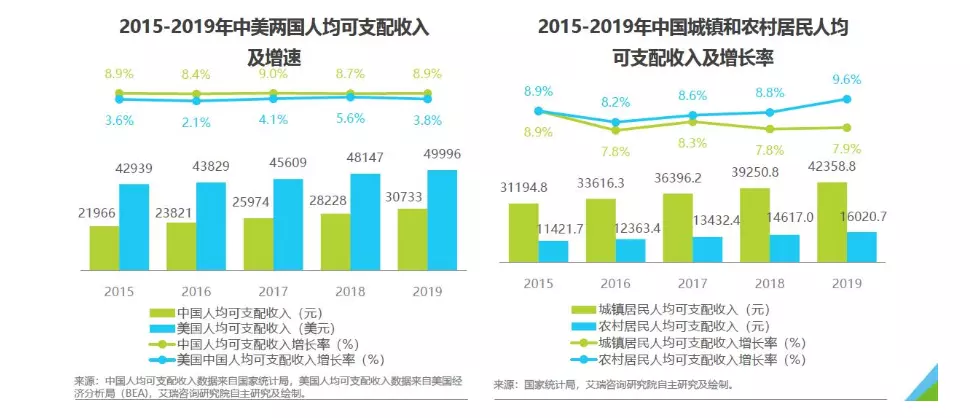 2015-2019年中美两国人均可支配收入
及增速
8.9% 8.4% 9.0% 8.7% 8.9%
3.6% 2.1% 4.1% 5.6% 3.8%
42939 43829 45609 48147 49996
21966 23821 25974 28228 30733
2015 2016 2017 2018 2019
中国人均可支配收入（元）
美国人均可支配收入（美元）
中国人均可支配收入增长率（%）
美国中国人均可支配收入增长率（%）
来源：中国人均可支配收入数据来自国家统计局，美国人均可支配收入数据来自美国经
济分析局（BEA），艾瑞咨询研究院自主研究及绘制。
2015-2019年中国城镇和农村居民人均
可支配收入及增长率
8.9% 8.2% 8.6% 8.8% 9.6%
8.9% 7.8% 8.3% 7.8% 7.9%
31194.8 33616.3 36396.2 39250.8 42358.8
11421.7 12363.4 13432.4 14617.0 16020.7
2015 2016 2017 2018 2019
城镇居民人均可支配收入（元）
农村居民人均可支配收入（元）
城镇居民人均可支配收入增长率（%）
农村居民人均可支配收入增长率（%）
来源：国家统计局，艾瑞咨询研究院自主研究及绘制。